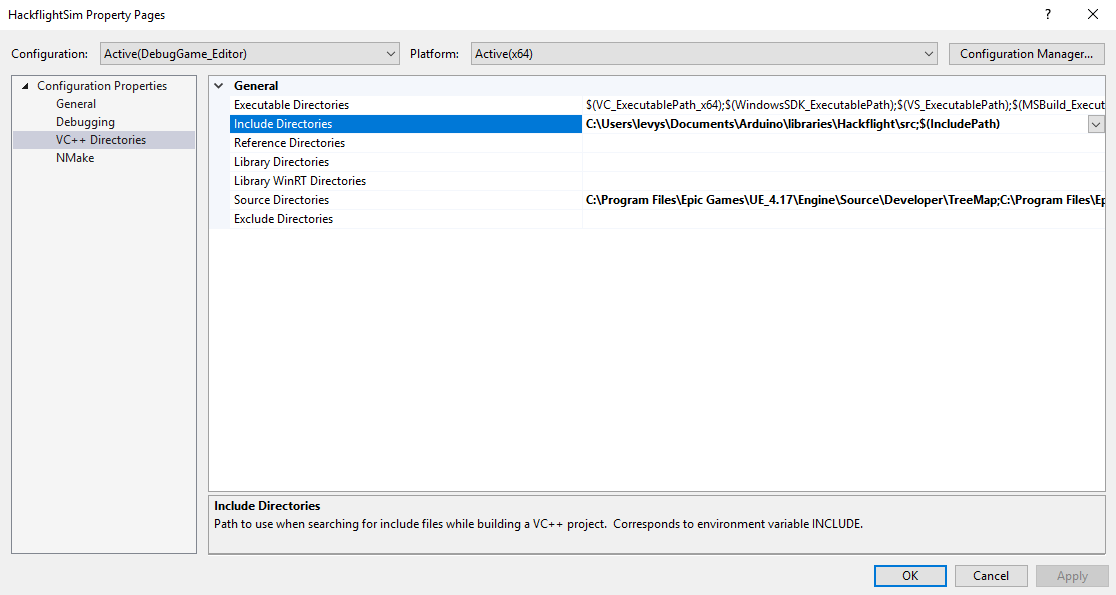 HackflightSim Property Pages
?
Configuration: Active(DebugGame_Editor) Platform: Active(x64) Configuration Manager...
Configuration Properties
General
Debugging
VC++ Directories
NMake
General
Executable Directories $(VC_ExecutablePath_x64);$(WindowsSDK_ExecutablePath);$(VS_ExecutablePath);$(MSBuild_Execut
Include Directories C:\Users\levys\Documents\Arduino\libraries\Hackflight\src;$(IncludePath)
Reference Directories
Library Directories
Library WinRT Directories
Source Directories C:\Program Files\Epic Games\UE_4.17\Engine\Source\Developer\TreeMap;C:\Program Files\Ep
Exclude Directories
Include Directories
Path to use when searching for include files while building a VC++ project. Corresponds to environment variable INCLUDE.
OK Cancel Apply